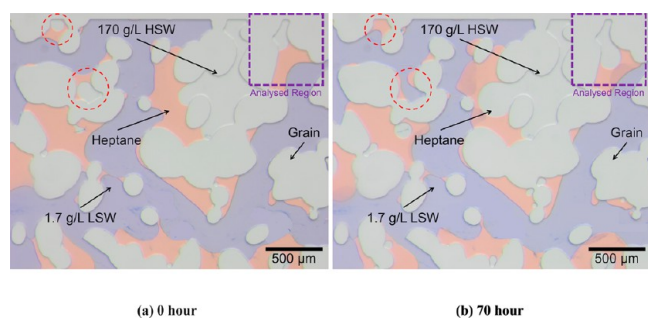 170 g/L HSW
Analysed Region
Grain
Heptane
1.7 g/L LSW
500 µm
170 g/L HSW
Analysed Region
Grain
Heptane
1.7 g/L LSW
500 µm
(a) 0 hour
(b) 70 hour